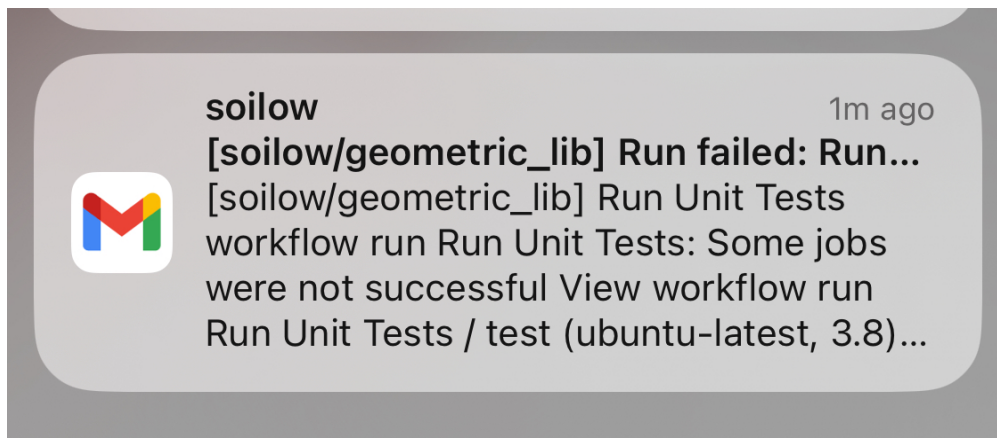 soilow
1m ago
[soilow/geometric_lib] Run failed: Run...
[soilow/geometric_lib] Run Unit Tests
workflow run Run Unit Tests: Some jobs
were not successful View workflow run
Run Unit Tests / test (ubuntu-latest, 3.8)...